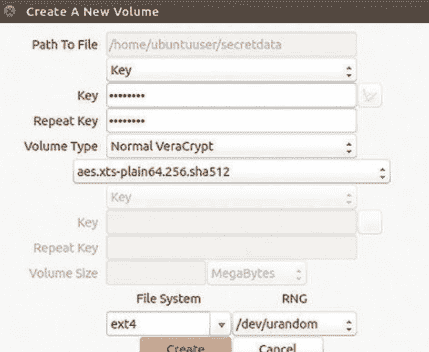 Create A New Volume
Path To File /home/ubuntuuser/secretdata
Key
Key ••••••••
Repeat Key ••••••••
Volume Type Normal VeraCrypt
aes.xts-plain64.256.sha512
Key
Key
Repeat Key
Volume Size MegaBytes
File System RNG
ext4 /dev/urandom
Create Cancel